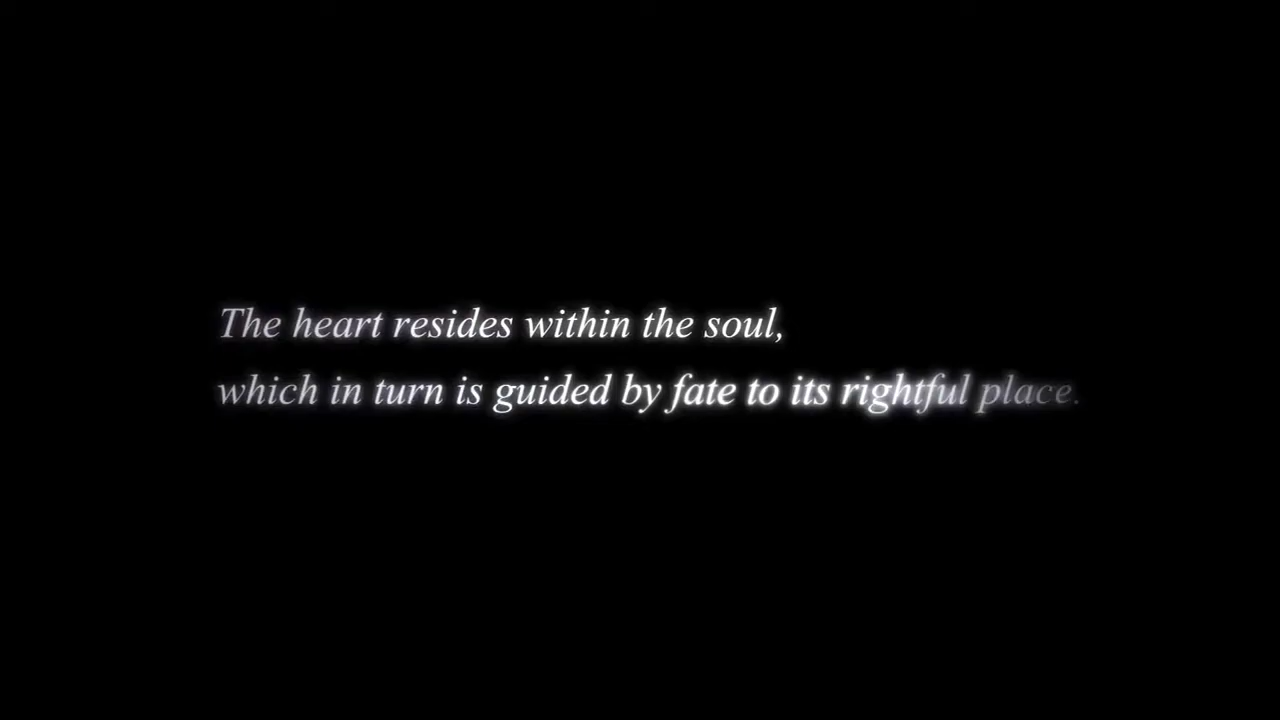 The heart resides within the soul,
which in turn is guided by fate to its rightful place.